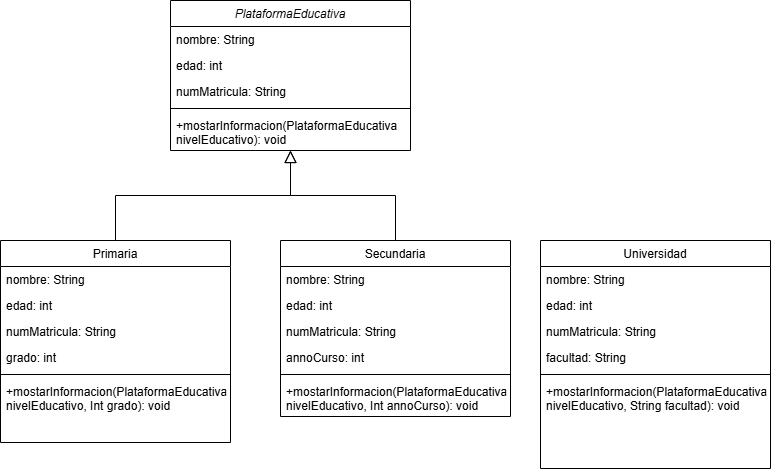 PlataformaEducativa
nombre: String
edad: int
numMatricula: String
+mostarInformacion(PlataformaEducativa
nivelEducativo): void
Primaria
nombre: String
edad: int
numMatricula: String
grado: int
+mostarInformacion(PlataformaEducativa
nivelEducativo, Int grado): void
Secundaria
nombre: String
edad: int
numMatricula: String
annoCurso: int
+mostarInformacion(PlataformaEducativa
nivelEducativo, Int annoCurso): void
Universidad
nombre: String
edad: int
numMatricula: String
facultad: String
+mostarInformacion(PlataformaEducativa
nivelEducativo, String facultad): void